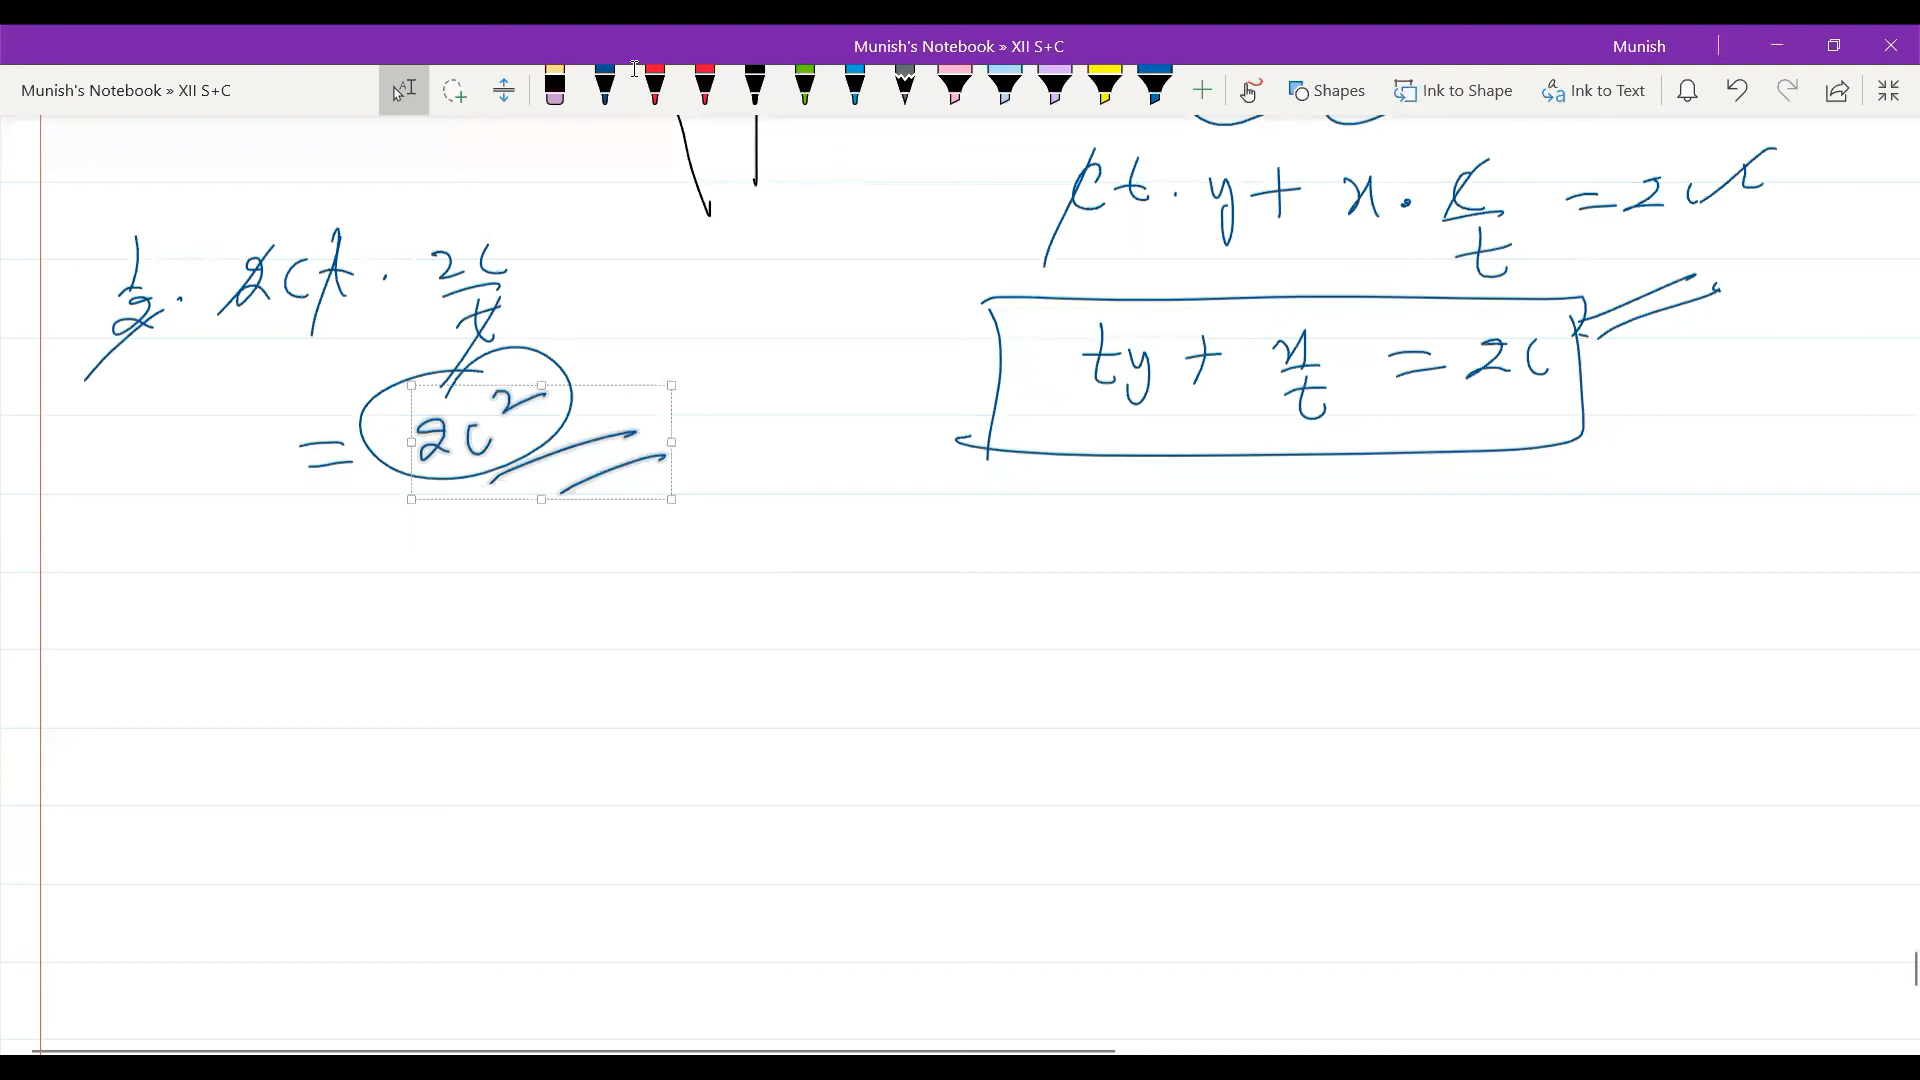 Munish's Notebook » XII S+C
Munish
Munish's Notebook » XII S+C
Shapes
Ink to Shape
Ink to Text
ct · y + x · c/t = 2c²
1/2 · 2ct · 2c/t
ty + x/t = 2c
= 2c²